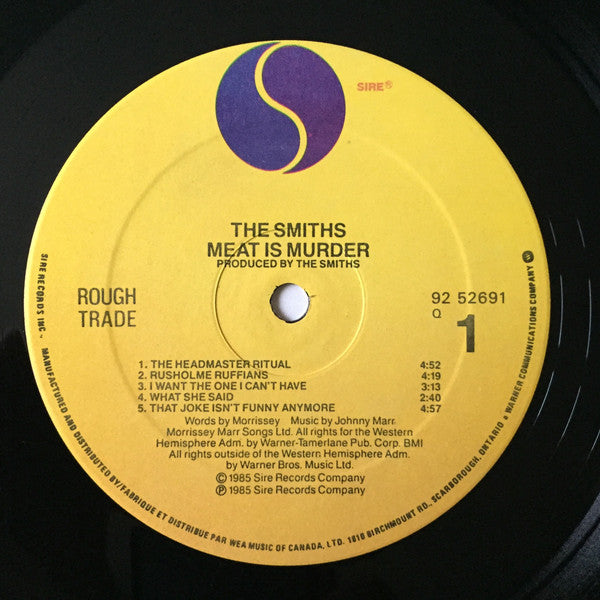 SIRE®
THE SMITHS
MEAT IS MURDER
PRODUCED BY THE SMITHS
ROUGH
TRADE
92 52691
Q
1
1. THE HEADMASTER RITUAL 4:52
2. RUSHOLME RUFFIANS 4:19
3. I WANT THE ONE I CAN'T HAVE 3:13
4. WHAT SHE SAID 2:40
5. THAT JOKE ISN'T FUNNY ANYMORE 4:57
Words by Morrissey Music by Johnny Marr
Morrissey Marr Songs Ltd. All rights for the Western
Hemisphere Adm. by Warner-Tamerlane Pub. Corp. BMI
All rights outside of the Western Hemisphere Adm.
by Warner Bros. Music Ltd.
© 1985 Sire Records Company
℗ 1985 Sire Records Company
SIRE RECORDS INC - MANUFACTURED AND DISTRIBUTED BY/FABRIQUE ET DISTRIBUE PAR WEA MUSIC OF CANADA, LTD. 1810 BIRCHMOUNT RD., SCARBOROUGH, ONTARIO • WARNER COMMUNICATIONS COMPANY